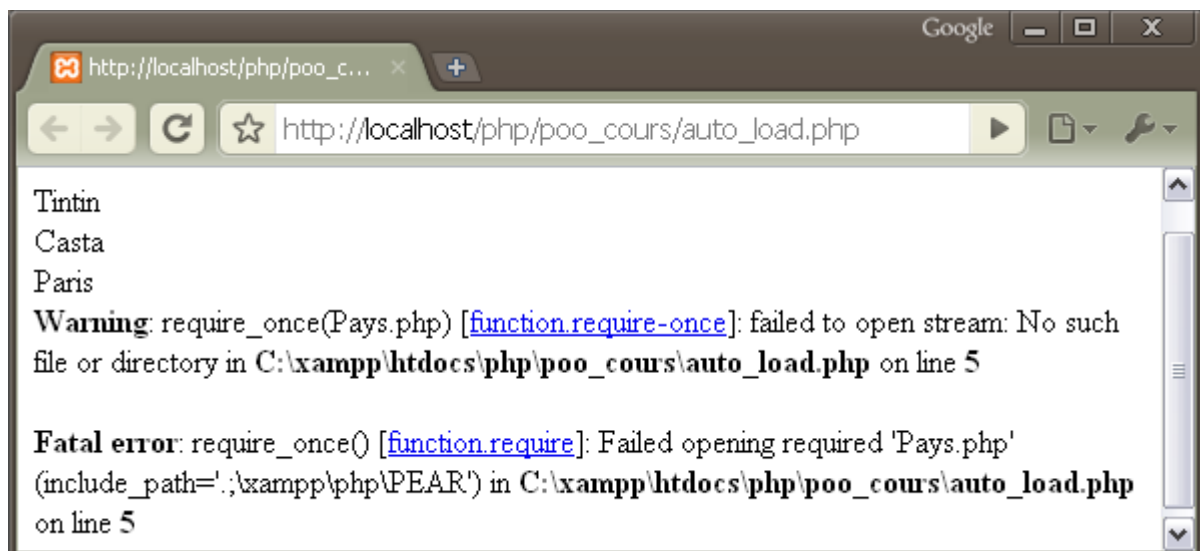 Google
http://localhost/php/poo_c...
http://localhost/php/poo_cours/auto_load.php
Tintin
Casta
Paris
Warning: require_once(Pays.php) [function.require-once]: failed to open stream: No such
file or directory in C:\xampp\htdocs\php\poo_cours\auto_load.php on line 5
Fatal error: require_once() [function.require]: Failed opening required 'Pays.php'
(include_path='.;\xampp\php\PEAR') in C:\xampp\htdocs\php\poo_cours\auto_load.php
on line 5